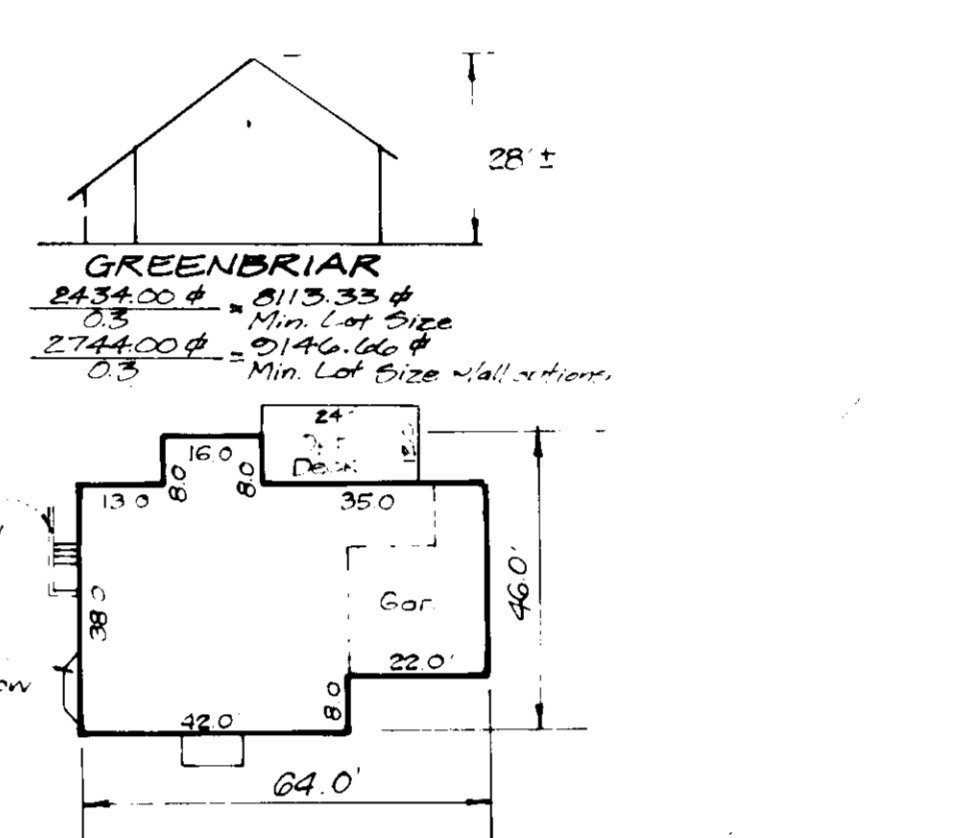 28' ±
GREENBRIAR
2434.00 ⌀ = 8113.33 ⌀
0.3 Min. Lot Size
2744.00 ⌀ = 9146.66 ⌀
0.3 Min. Lot Size w/all options
24'
12.0
Deck
16.0
8.0
8.0
13.0
35.0
38.0
46.0'
Gar.
22.0'
8.0
42.0'
64.0'